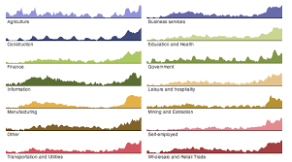 Agriculture
Business services
Construction
Education and Health
Finance
Government
Information
Leisure and hospitality
Manufacturing
Mining and Extraction
Other
Self-employed
Transportation and Utilities
Wholesale and Retail Trade